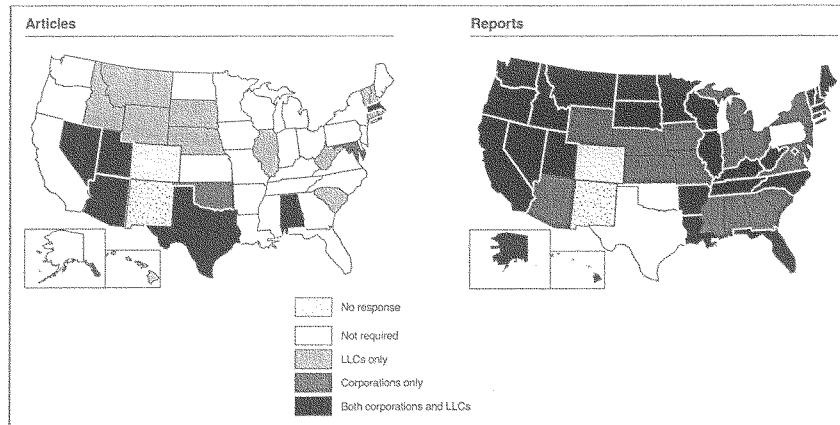 Articles
Reports
No response
Not required
LLCs only
Corporations only
Both corporations and LLCs